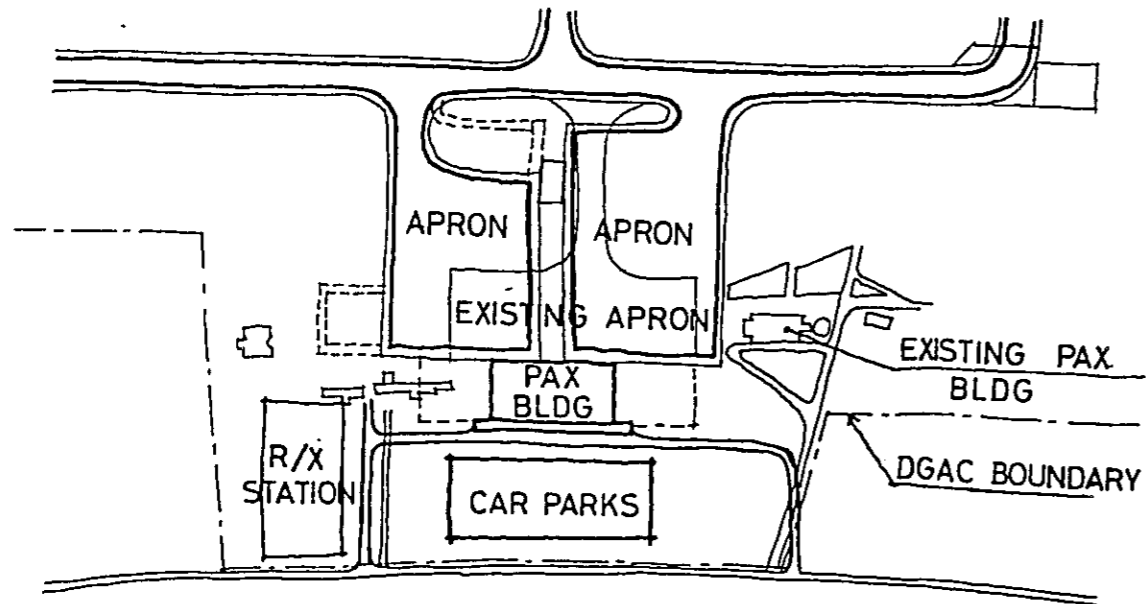 APRON
APRON
EXISTING APRON
EXISTING PAX
BLDG
PAX
BLDG
R/X
STATION
CAR PARKS
DGAC BOUNDARY